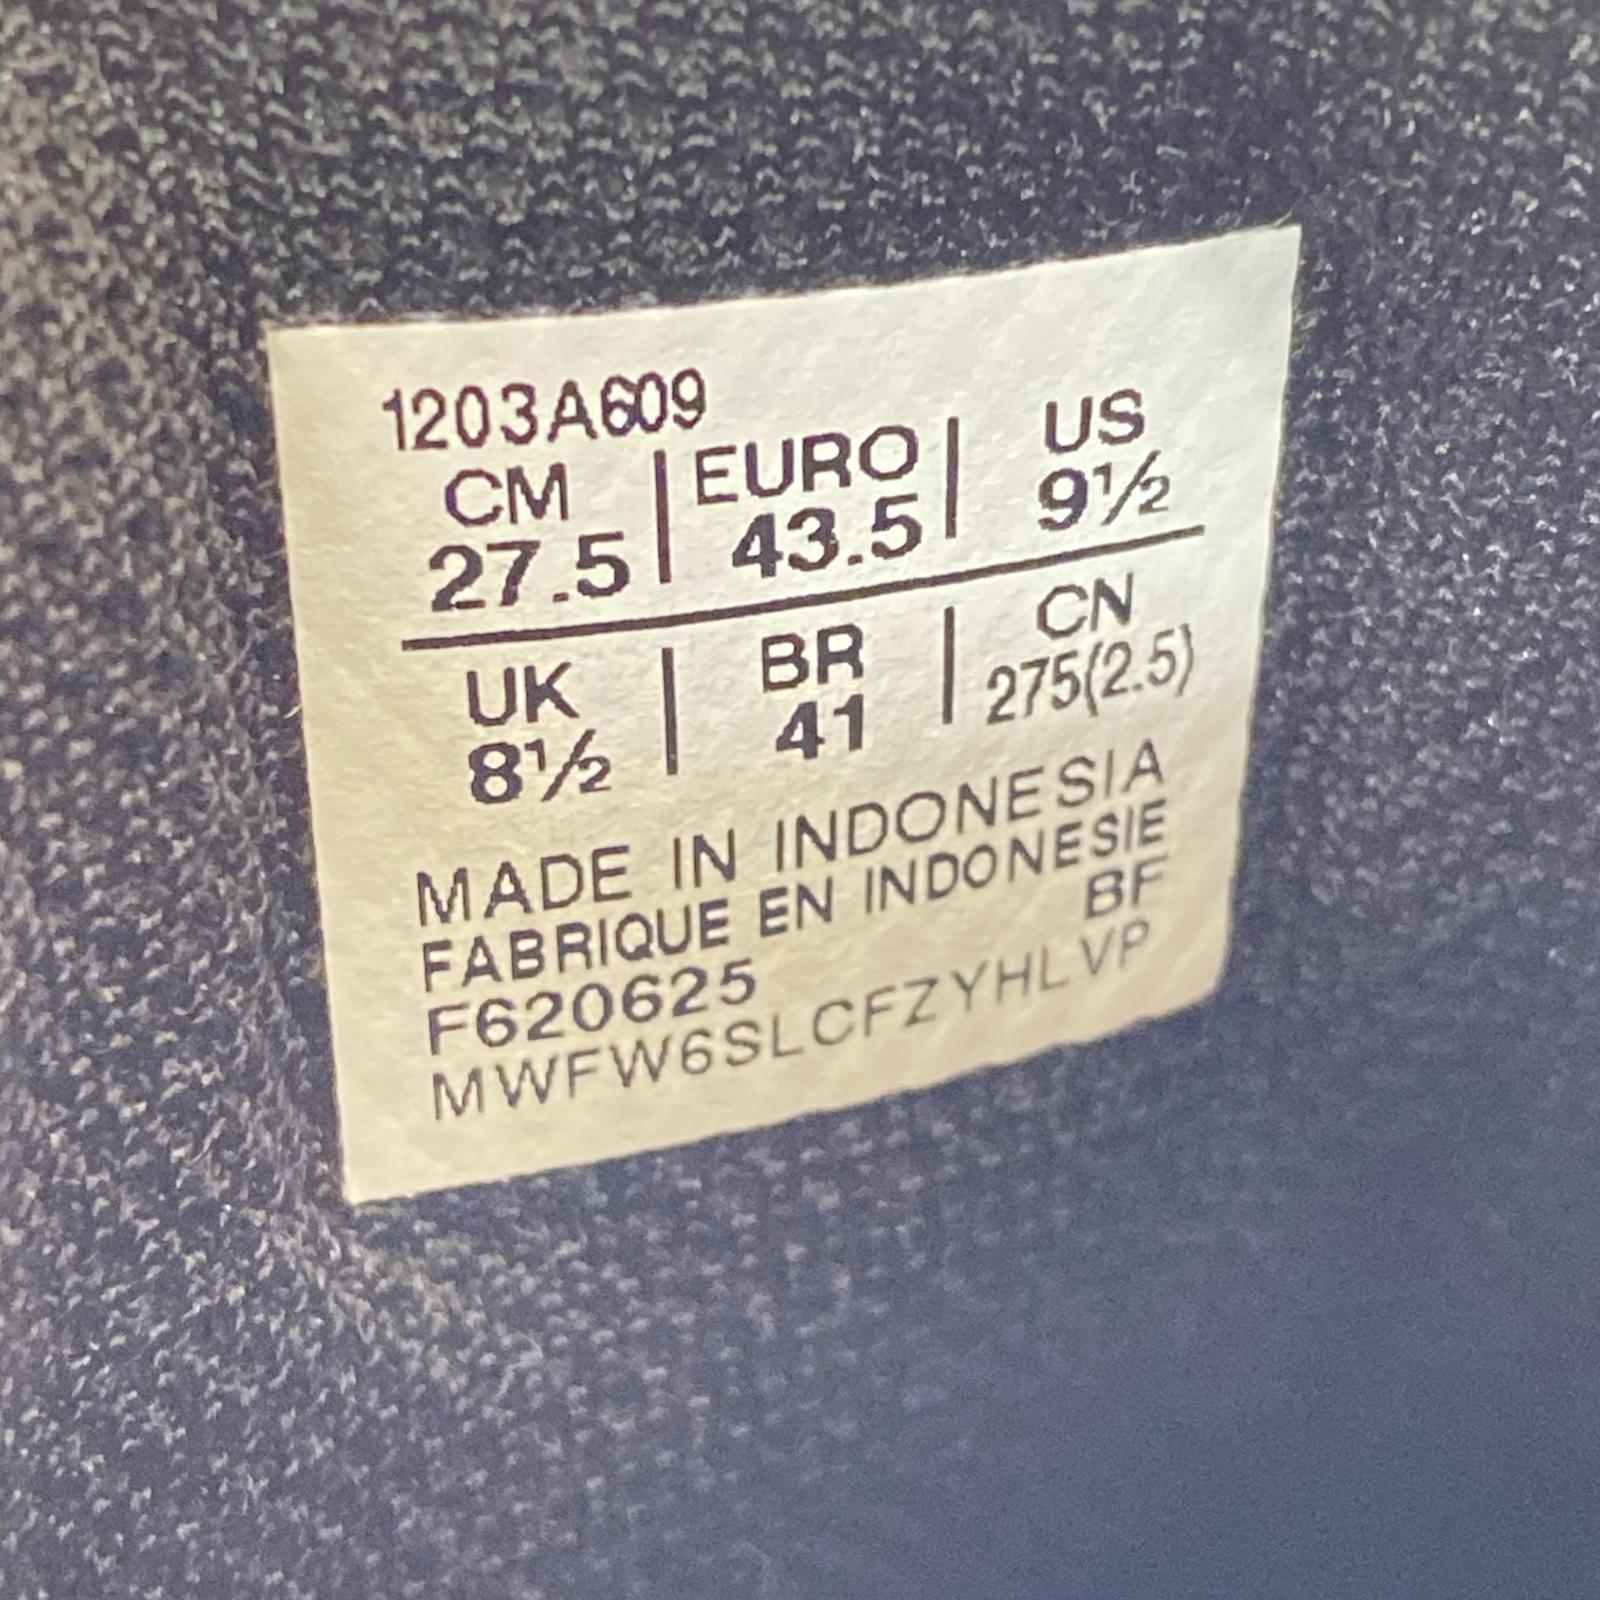 1203A609
CM | EURO | US
27.5 | 43.5 | 9½
UK | BR | CN
8½ | 41 | 275(2.5)
MADE IN INDONESIA
FABRIQUE EN INDONESIE
F620625 BF
MWFW6SLCFZYHLVP